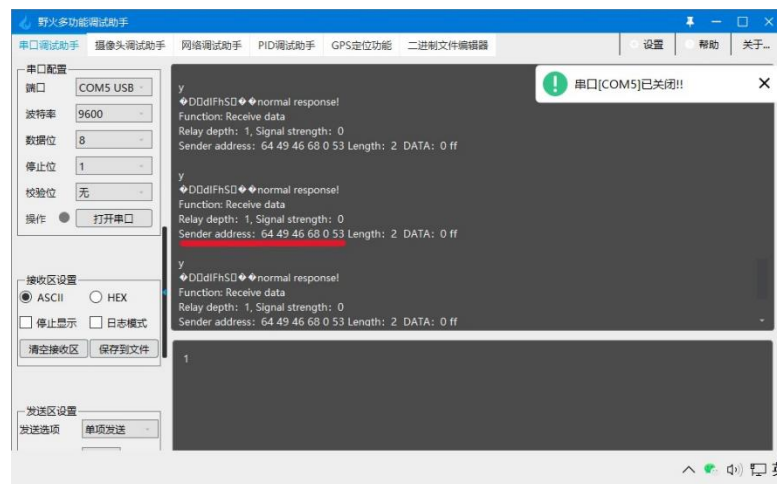 野火多功能调试助手
串口调试助手 摄像头调试助手 网络调试助手 PID调试助手 GPS定位功能 二进制文件编辑器 设置 帮助 关于...
串口[COM5]已关闭!!
串口配置
端口 COM5 USB
波特率 9600
数据位 8
停止位 1
校验位 无
操作 打开串口
接收区设置
ASCII HEX
停止显示 日志模式
清空接收区 保存到文件
发送区设置
发送选项 单项发送
y
�D▯dIFhS▯��normal response!
Function: Receive data
Relay depth: 1, Signal strength: 0
Sender address: 64 49 46 68 0 53 Length: 2 DATA: 0 ff
y
�D▯dIFhS▯��normal response!
Function: Receive data
Relay depth: 1, Signal strength: 0
Sender address: 64 49 46 68 0 53 Length: 2 DATA: 0 ff
y
�D▯dIFhS▯��normal response!
Function: Receive data
Relay depth: 1, Signal strength: 0
Sender address: 64 49 46 68 0 53 Length: 2 DATA: 0 ff
1